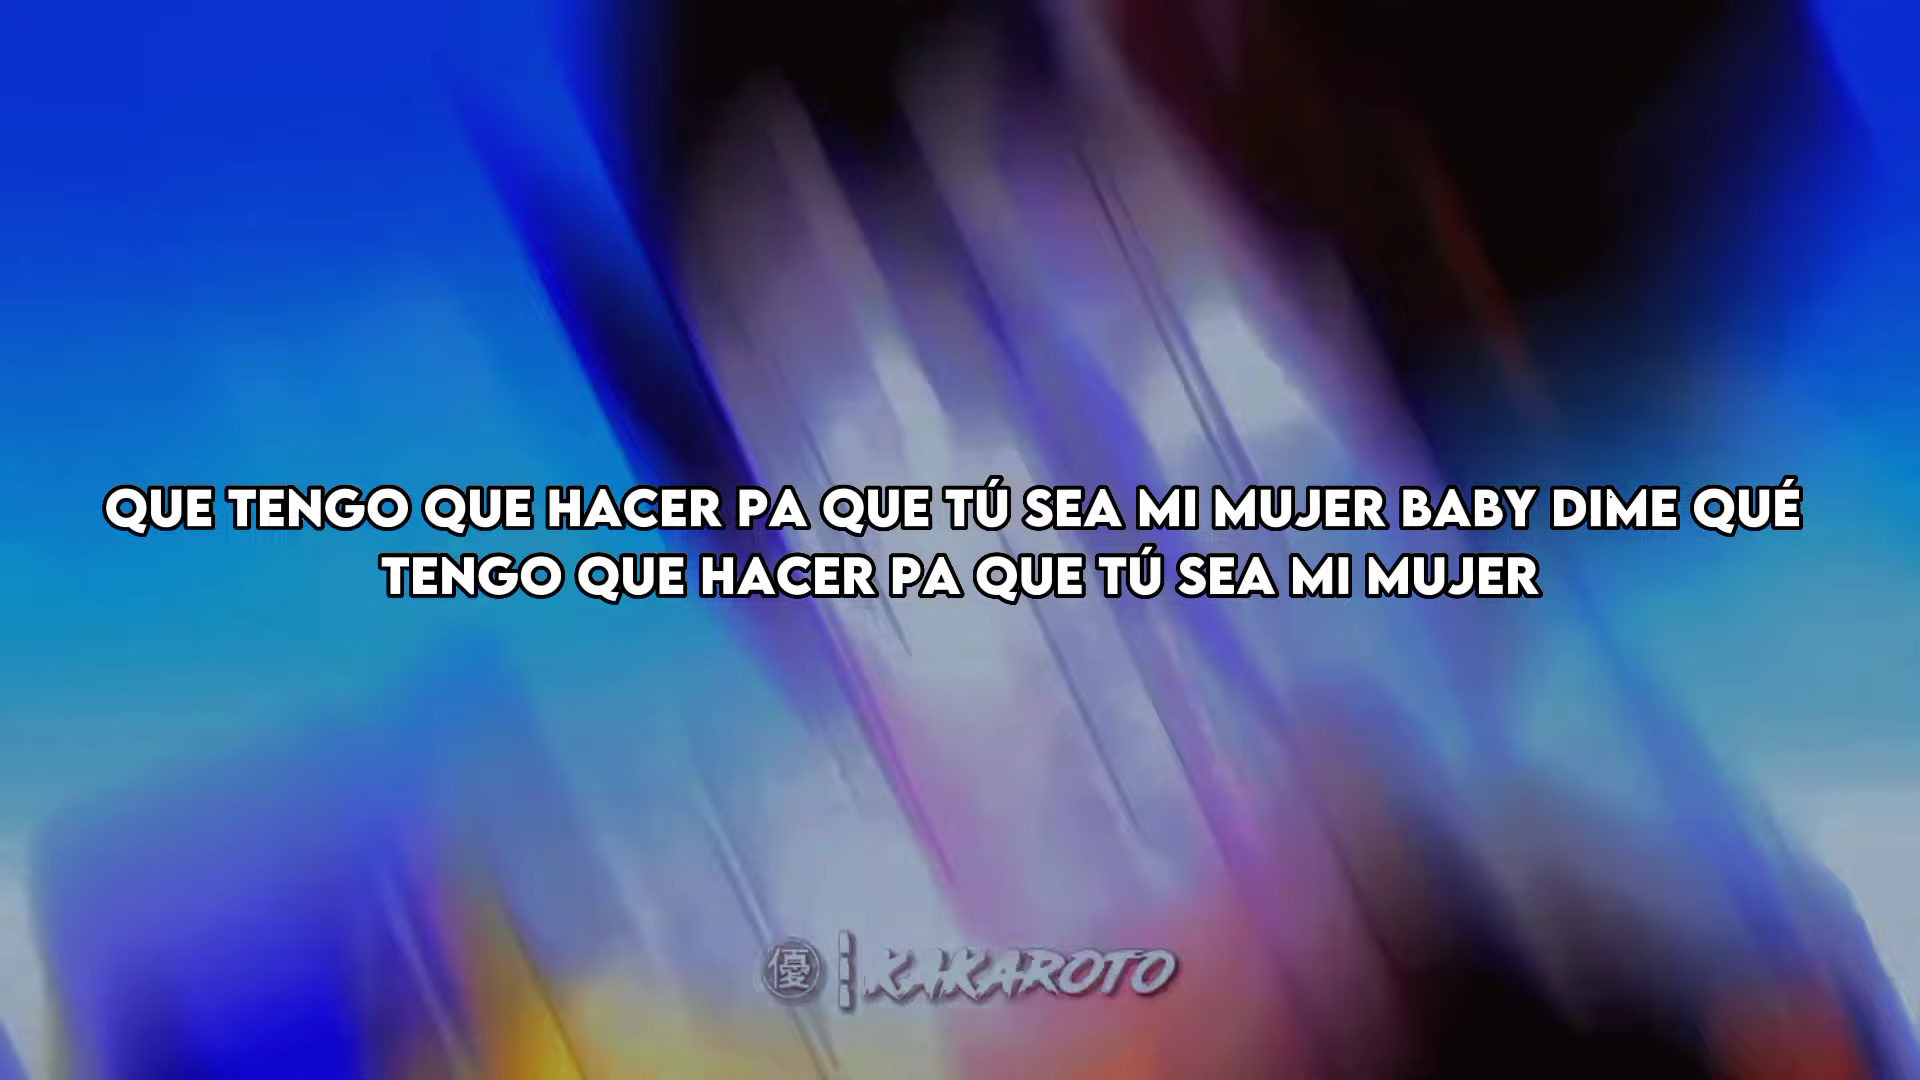 QUE TENGO QUE HACER PA QUE TÚ SEA MI MUJER BABY DIME QUÉ
TENGO QUE HACER PA QUE TÚ SEA MI MUJER
優 KAKAROTO